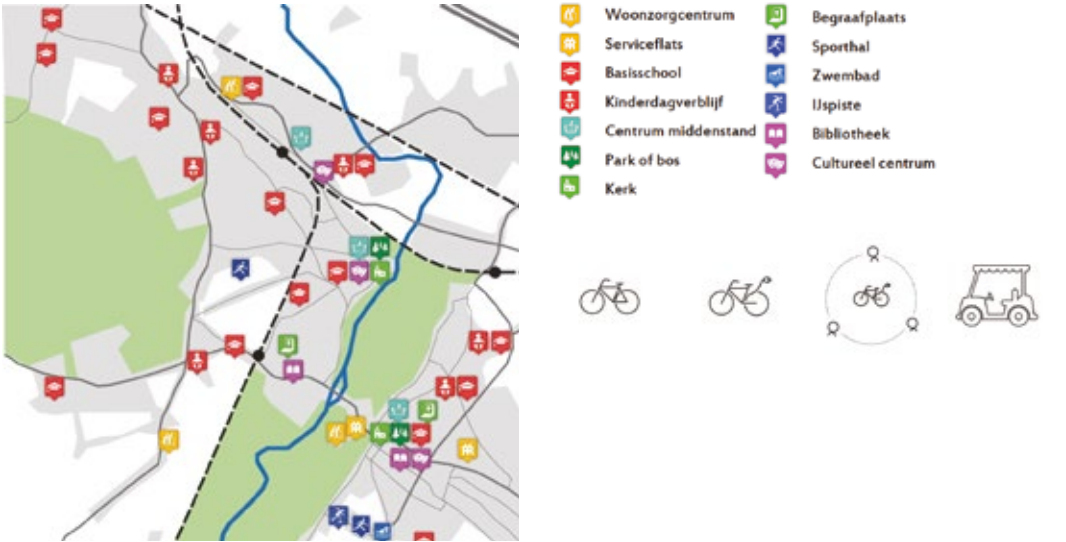 Woonzorgcentrum
Serviceflats
Basisschool
Kinderdagverblijf
Centrum middenstand
Park of bos
Kerk
Begraafplaats
Sporthal
Zwembad
IJspiste
Bibliotheek
Cultureel centrum